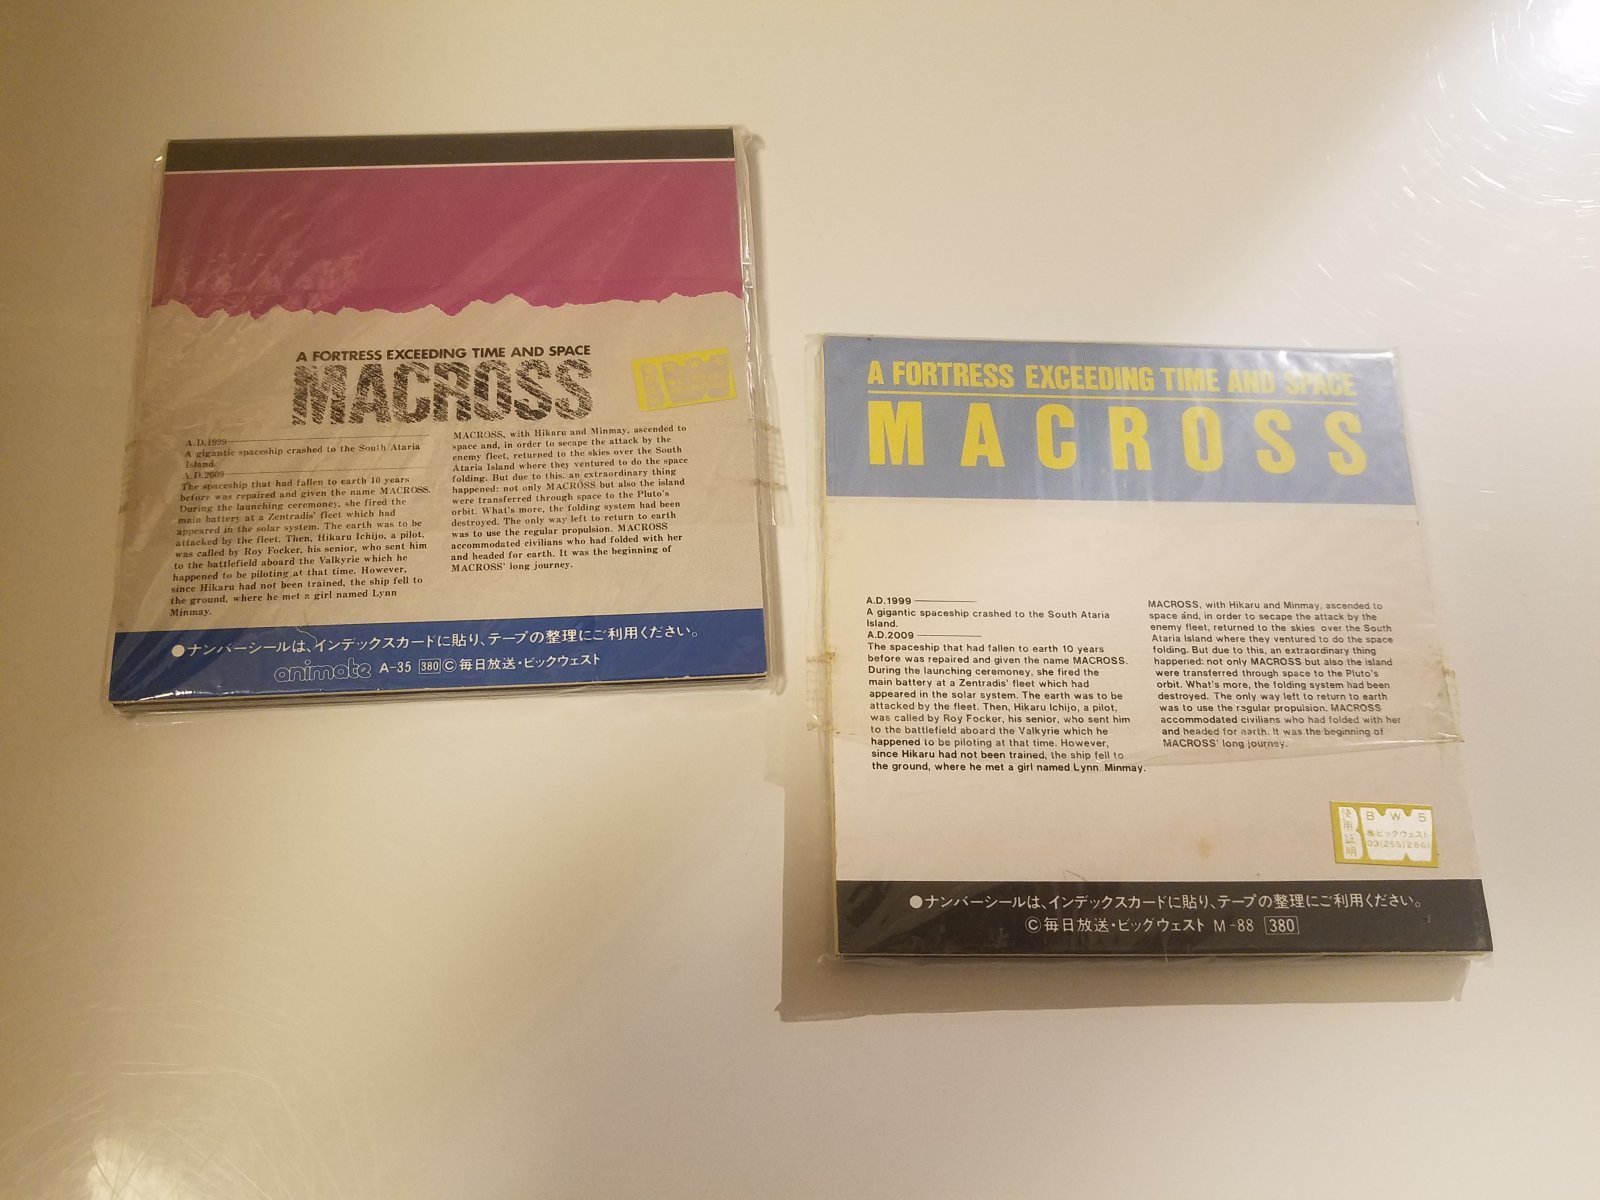 A FORTRESS EXCEEDING TIME AND SPACE
MACROSS
A.D.1999
A gigantic spaceship crashed to the South Ataria
Island.
A.D.2009
The spaceship that had fallen to earth 10 years
before was repaired and given the name MACROSS.
During the launching ceremoney, she fired the
main battery at a Zentradis' fleet which had
appeared in the solar system. The earth was to be
attacked by the fleet. Then, Hikaru Ichijo, a pilot,
was called by Roy Focker, his senior, who sent him
to the battlefield aboard the Valkyrie which he
happened to be piloting at that time. However,
since Hikaru had not been trained, the ship fell to
the ground, where he met a girl named Lynn
Minmay.
MACROSS, with Hikaru and Minmay, ascended to
space and, in order to secape the attack by the
enemy fleet, returned to the skies over the South
Ataria Island where they ventured to do the space
folding. But due to this, an extraordinary thing
happened: not only MACROSS but also the island
were transferred through space to the Pluto's
orbit. What's more, the folding system had been
destroyed. The only way left to return to earth
was to use the regular propulsion. MACROSS
accommodated civilians who had folded with her
and headed for earth. It was the beginning of
MACROSS' long journey.
●ナンバーシールは、インデックスカードに貼り、テープの整理にご利用ください。
animate A-35 380 ©毎日放送・ビックウェスト
A FORTRESS EXCEEDING TIME AND SPACE
MACROSS
A.D.1999
A gigantic spaceship crashed to the South Ataria
Island.
A.D.2009
The spaceship that had fallen to earth 10 years
before was repaired and given the name MACROSS.
During the launching ceremoney, she fired the
main battery at a Zentradis' fleet which had
appeared in the solar system. The earth was to be
attacked by the fleet. Then, Hikaru Ichijo, a pilot,
was called by Roy Focker, his senior, who sent him
to the battlefield aboard the Valkyrie which he
happened to be piloting at that time. However,
since Hikaru had not been trained, the ship fell to
the ground, where he met a girl named Lynn Minmay.
MACROSS, with Hikaru and Minmay, ascended to
space and, in order to secape the attack by the
enemy fleet, returned to the skies over the South
Ataria Island where they ventured to do the space
folding. But due to this, an extraordinary thing
happened: not only MACROSS but also the island
were transferred through space to the Pluto's
orbit. What's more, the folding system had been
destroyed. The only way left to return to earth
was to use the regular propulsion. MACROSS
accommodated civilians who had folded with her
and headed for earth. It was the beginning of
MACROSS' long journey.
使用証明
BW5
㈱ビックウェスト
03(255)2861
●ナンバーシールは、インデックスカードに貼り、テープの整理にご利用ください。
©毎日放送・ビッグウェスト M-88 380